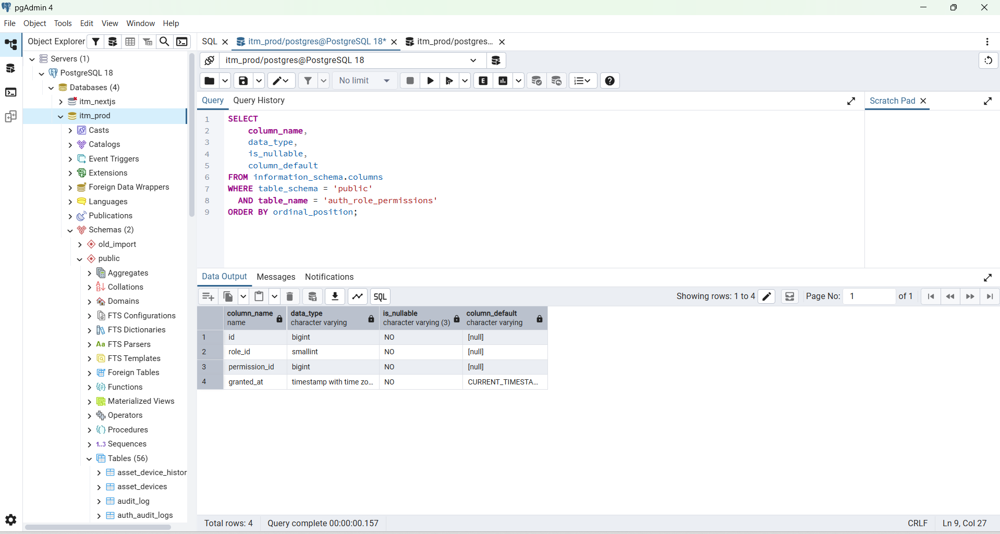 pgAdmin 4
File Object Tools Edit View Window Help
Object Explorer
SQL
itm_prod/postgres@PostgreSQL 18*
itm_prod/postgres...
Servers (1)
PostgreSQL 18
Databases (4)
itm_nextjs
itm_prod
Casts
Catalogs
Event Triggers
Extensions
Foreign Data Wrappers
Languages
Publications
Schemas (2)
old_import
public
Aggregates
Collations
Domains
FTS Configurations
FTS Dictionaries
Aa FTS Parsers
FTS Templates
Foreign Tables
Functions
Materialized Views
Operators
Procedures
1..3 Sequences
Tables (56)
asset_device_histor
asset_devices
audit_log
auth_audit_logs
itm_prod/postgres@PostgreSQL 18
No limit
E
Query Query History
Scratch Pad
1 SELECT
2 column_name,
3 data_type,
4 is_nullable,
5 column_default
6 FROM information_schema.columns
7 WHERE table_schema = 'public'
8 AND table_name = 'auth_role_permissions'
9 ORDER BY ordinal_position;
Data Output Messages Notifications
SQL
Showing rows: 1 to 4
Page No: 1 of 1
column_name data_type is_nullable column_default
name character varying character varying (3) character varying
1 id bigint NO [null]
2 role_id smallint NO [null]
3 permission_id bigint NO [null]
4 granted_at timestamp with time zo... NO CURRENT_TIMESTA...
Total rows: 4 Query complete 00:00:00.157 CRLF Ln 9, Col 27